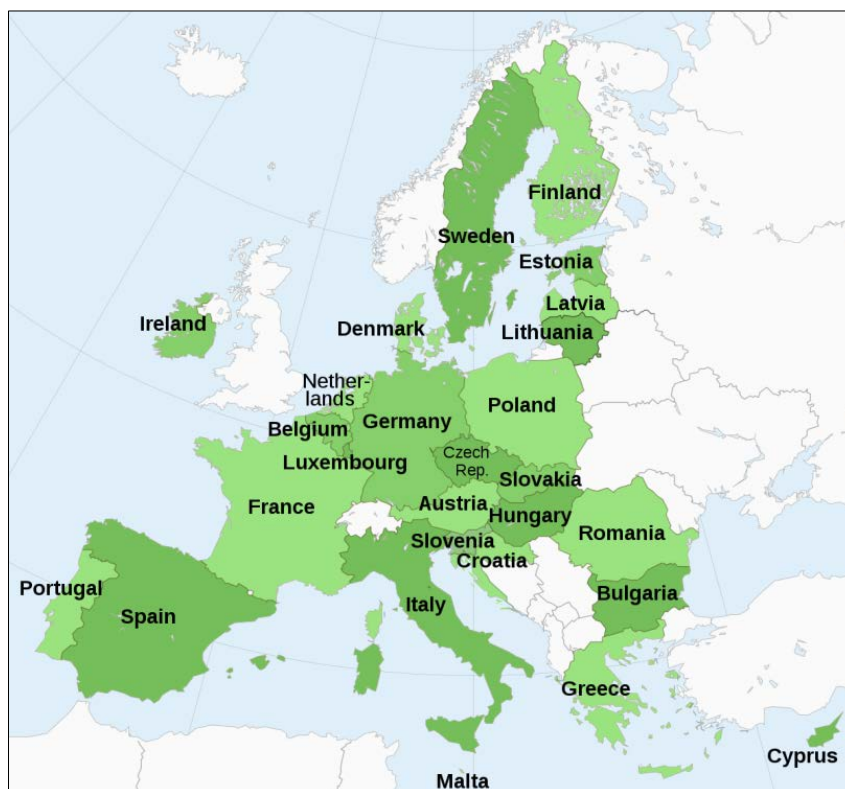 Finland
Sweden
Estonia
Latvia
Ireland
Denmark
Lithuania
Nether-
lands
Poland
Germany
Belgium
Czech
Rep.
Luxembourg
Slovakia
Austria
France
Hungary
Romania
Slovenia
Croatia
Portugal
Bulgaria
Italy
Spain
Greece
Cyprus
Malta